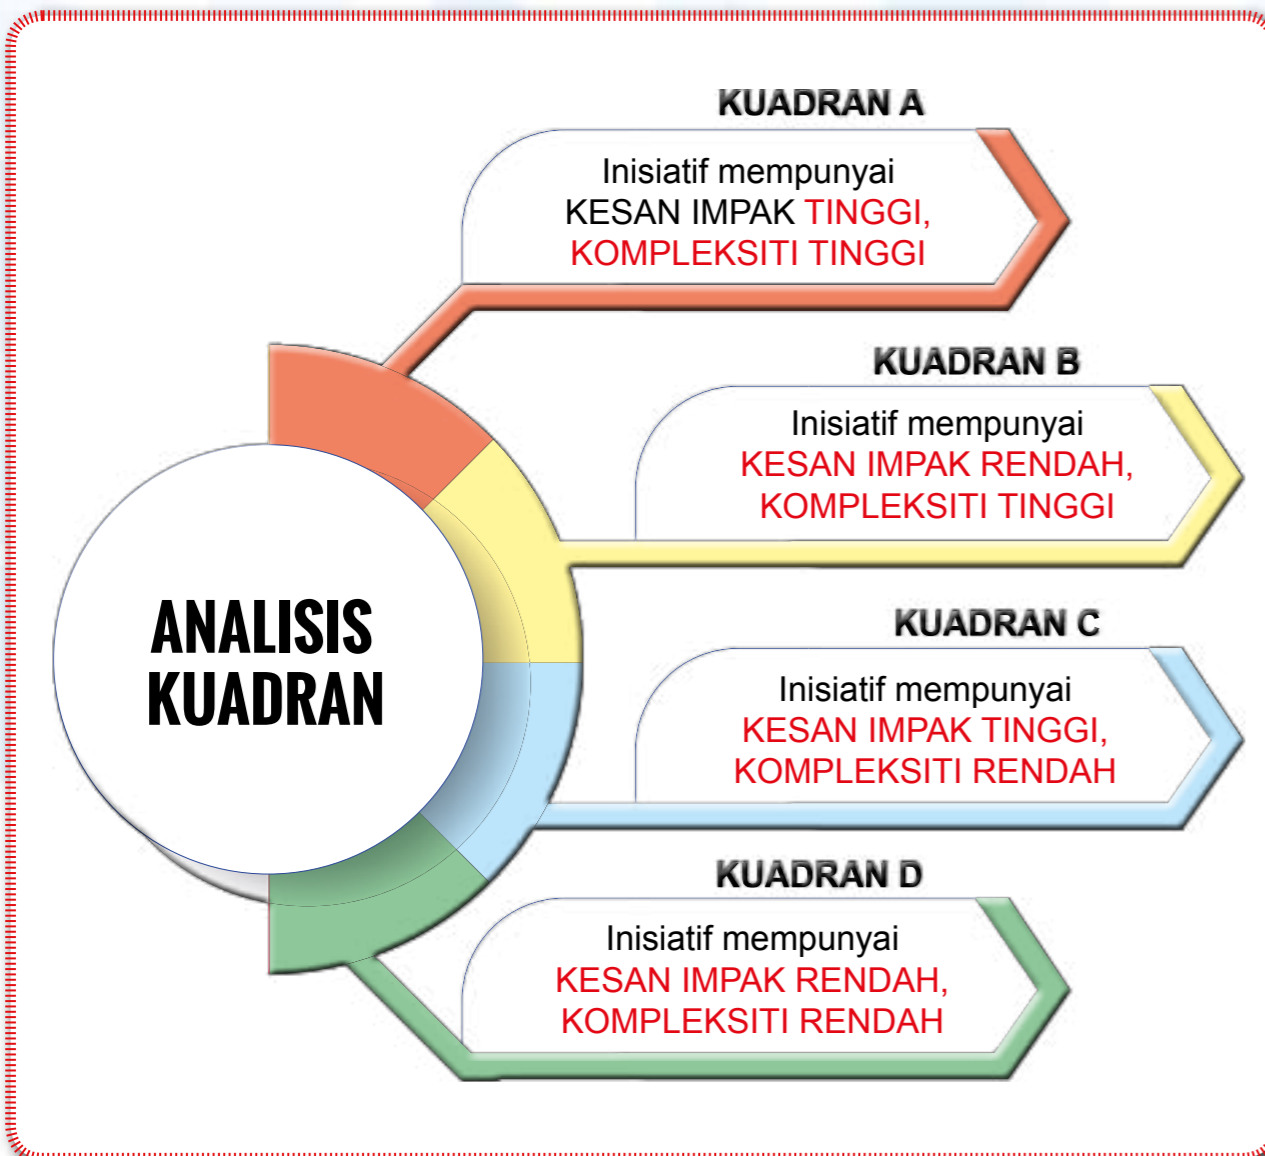 KUADRAN A
Inisiatif mempunyai
KESAN IMPAK TINGGI,
KOMPLEKSITI TINGGI
KUADRAN B
Inisiatif mempunyai
KESAN IMPAK RENDAH,
KOMPLEKSITI TINGGI
ANALISIS
KUADRAN
KUADRAN C
Inisiatif mempunyai
KESAN IMPAK TINGGI,
KOMPLEKSITI RENDAH
KUADRAN D
Inisiatif mempunyai
KESAN IMPAK RENDAH,
KOMPLEKSITI RENDAH